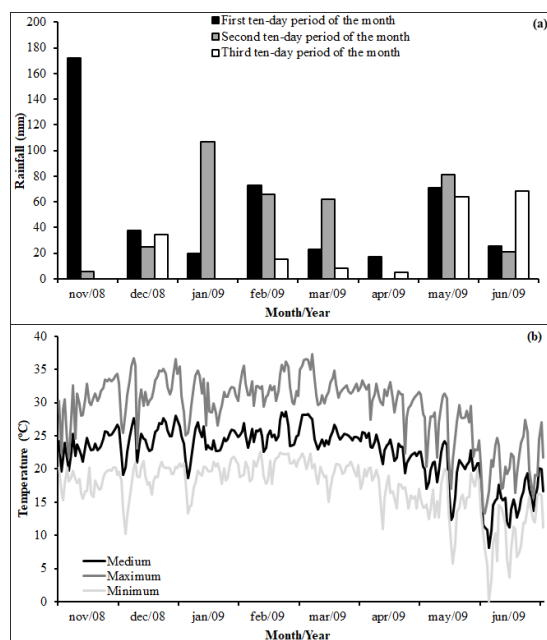 (a)
First ten-day period of the month
Second ten-day period of the month
Third ten-day period of the month
200
180
160
140
120
100
80
60
40
20
0
Rainfall (mm)
nov/08 dec/08 jan/09 feb/09 mar/09 apr/09 may/09 jun/09
Month/Year
(b)
40
35
30
25
20
15
10
5
0
Temperature (ºC)
Medium
Maximum
Minimum
nov/08 dec/08 jan/09 feb/09 mar/09 apr/09 may/09 jun/09
Month/Year